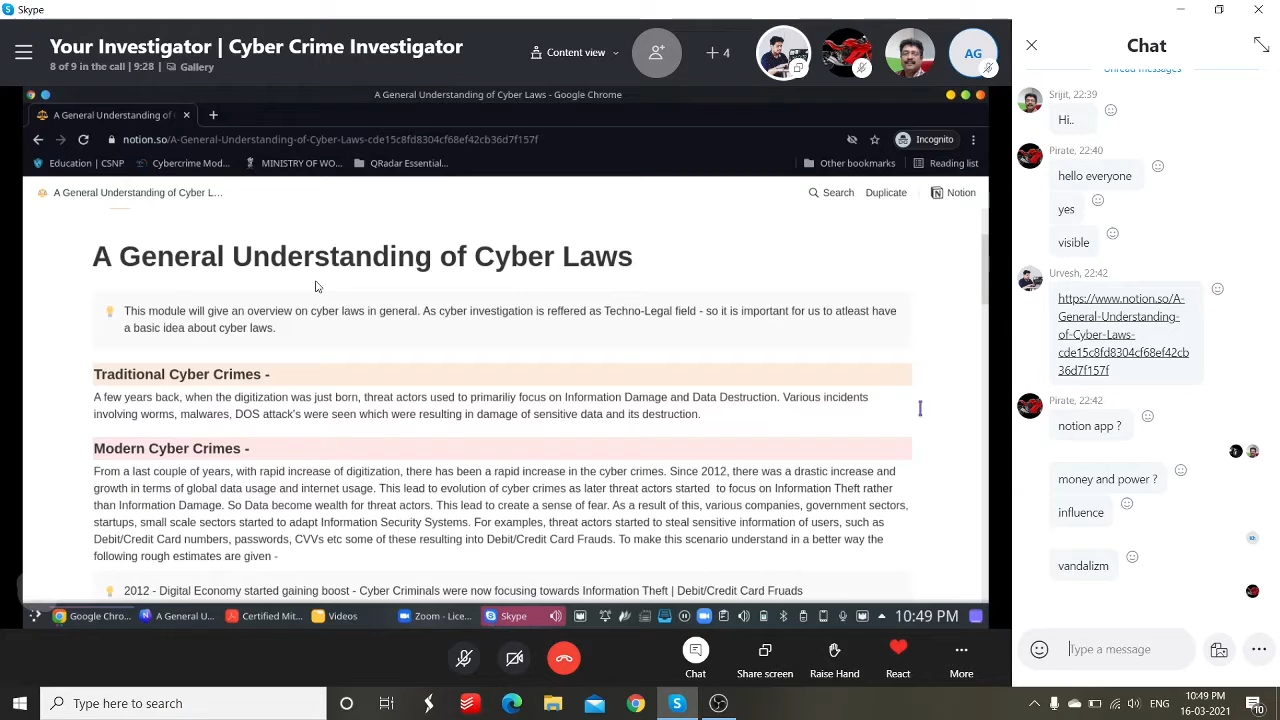 Skype
Your Investigator | Cyber Crime Investigator
8 of 9 in the call | 9:28 | Gallery
Content view
+ 4
AG
A General Understanding of Cyber Laws - Google Chrome
A General Understanding of C
notion.so/A-General-Understanding-of-Cyber-Laws-cde15c8fd8304cf68ef42cb36d7f157f
Incognito
Education | CSNP
Cybercrime Mod...
MINISTRY OF WO...
QRadar Essential...
Other bookmarks
Reading list
A General Understanding of Cyber L...
Search
Duplicate
Notion
A General Understanding of Cyber Laws
This module will give an overview on cyber laws in general. As cyber investigation is reffered as Techno-Legal field - so it is important for us to atleast have
a basic idea about cyber laws.
Traditional Cyber Crimes -
A few years back, when the digitization was just born, threat actors used to primariliy focus on Information Damage and Data Destruction. Various incidents
involving worms, malwares, DOS attack's were seen which were resulting in damage of sensitive data and its destruction.
Modern Cyber Crimes -
From a last couple of years, with rapid increase of digitization, there has been a rapid increase in the cyber crimes. Since 2012, there was a drastic increase and
growth in terms of global data usage and internet usage. This lead to evolution of cyber crimes as later threat actors started to focus on Information Theft rather
than Information Damage. So Data become wealth for threat actors. This lead to create a sense of fear. As a result of this, various companies, government sectors,
startups, small scale sectors started to adapt Information Security Systems. For examples, threat actors started to steal sensitive information of users, such as
Debit/Credit Card numbers, passwords, CVVs etc some of these resulting into Debit/Credit Card Frauds. To make this scenario understand in a better way the
following rough estimates are given -
2012 - Digital Economy started gaining boost - Cyber Criminals were now focusing towards Information Theft | Debit/Credit Card Fruads
Google Chro...
A General U...
Certified Mit...
Videos
Zoom - Lice...
Skype
10:49 PM
Chat
Share screen
Raise Hand
React
More
Chat
Unread messages
Srijit, 22:39
Hi..
Pirate, 22:40
hello everyone
yes
visible
Urvesh, 22:42
https://www.notion.so/A-
General-Understanding-
of-Cyber-Laws-
cde15c8fd8304cf68ef42cb
36d7f157f
Pirate, 22:42
notion app ?
money and power ?
influence
vandalizm
Type a message
Type here to search
10:49 PM
16-03-2021